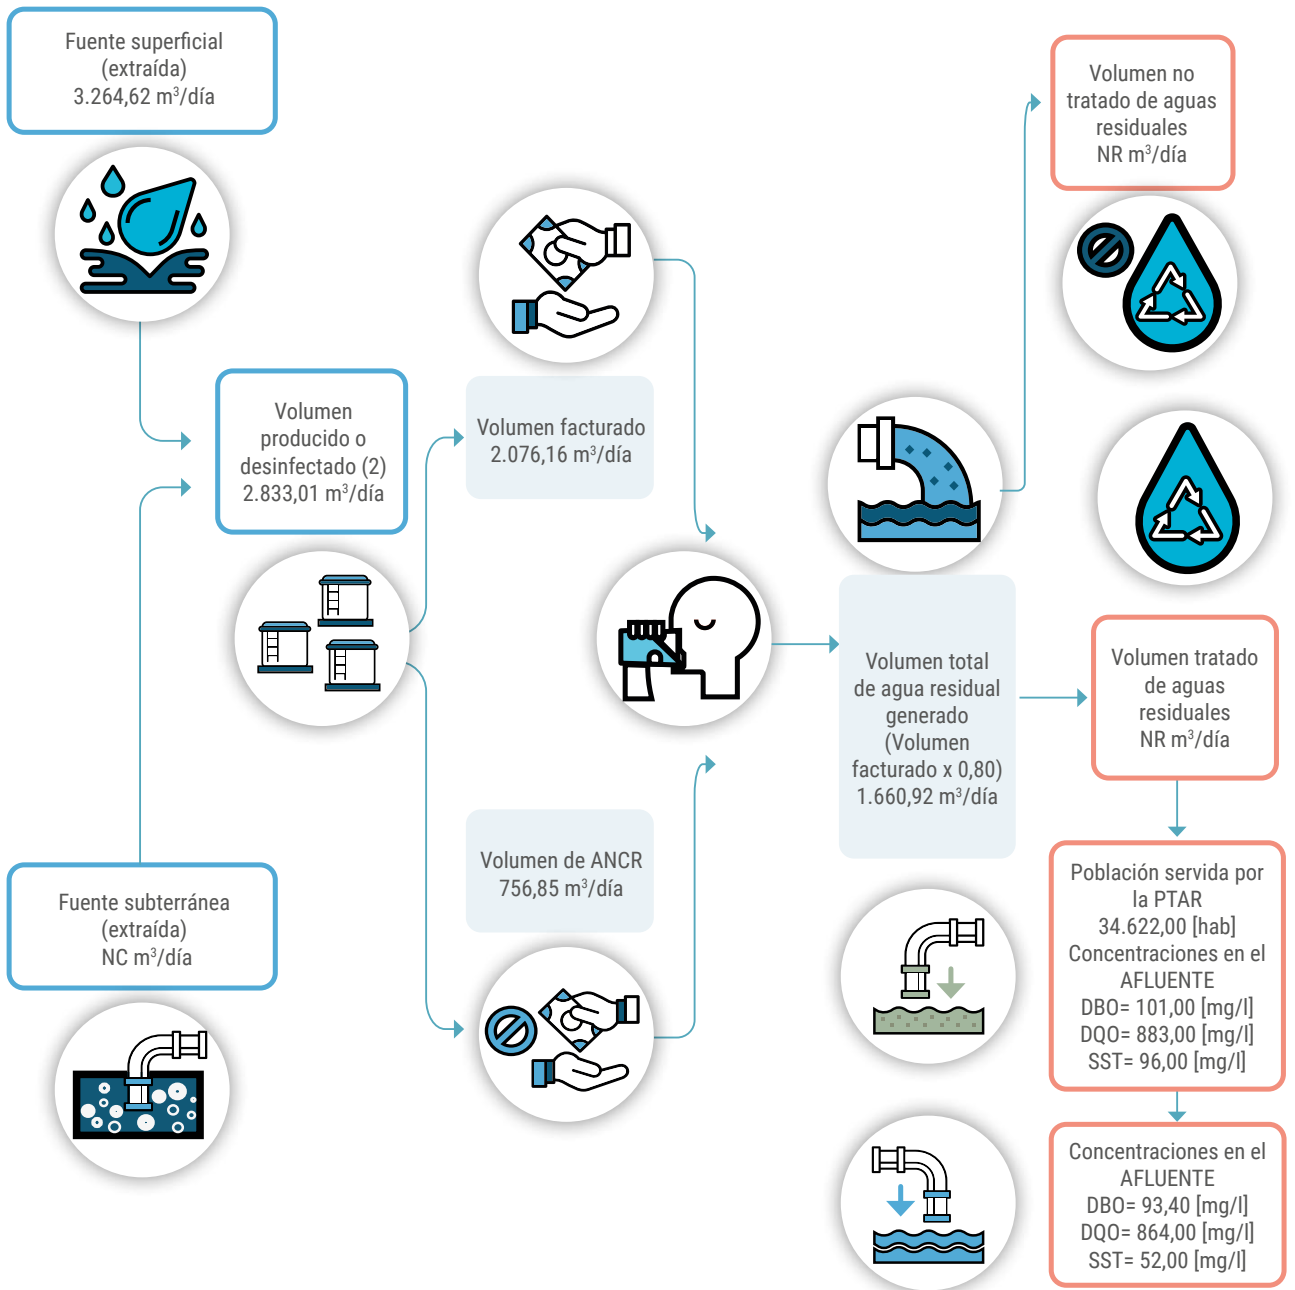 Fuente superficial
(extraída)
3.264,62 m³/día
Volumen no
tratado de aguas
residuales
NR m³/día
Volumen
producido o
desinfectado (2)
2.833,01 m³/día
Volumen facturado
2.076,16 m³/día
Volumen total
de agua residual
generado
(Volumen
facturado x 0,80)
1.660,92 m³/día
Volumen tratado
de aguas
residuales
NR m³/día
Volumen de ANCR
756,85 m³/día
Fuente subterránea
(extraída)
NC m³/día
Población servida por
la PTAR
34.622,00 [hab]
Concentraciones en el
AFLUENTE
DBO= 101,00 [mg/l]
DQO= 883,00 [mg/l]
SST= 96,00 [mg/l]
Concentraciones en el
AFLUENTE
DBO= 93,40 [mg/l]
DQO= 864,00 [mg/l]
SST= 52,00 [mg/l]